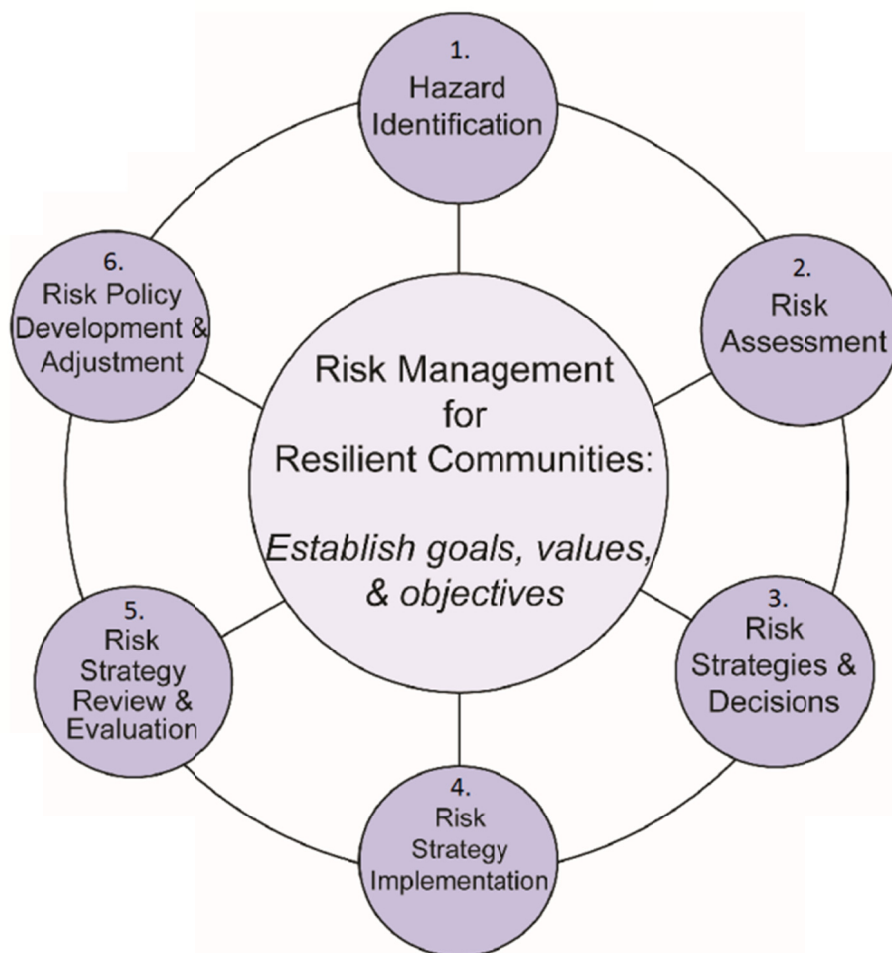 1.
Hazard
Identification
2.
Risk
Assessment
3.
Risk
Strategies &
Decisions
4.
Risk
Strategy
Implementation
5.
Risk
Strategy
Review &
Evaluation
6.
Risk Policy
Development &
Adjustment
Risk Management
for
Resilient Communities:
Establish goals, values,
& objectives